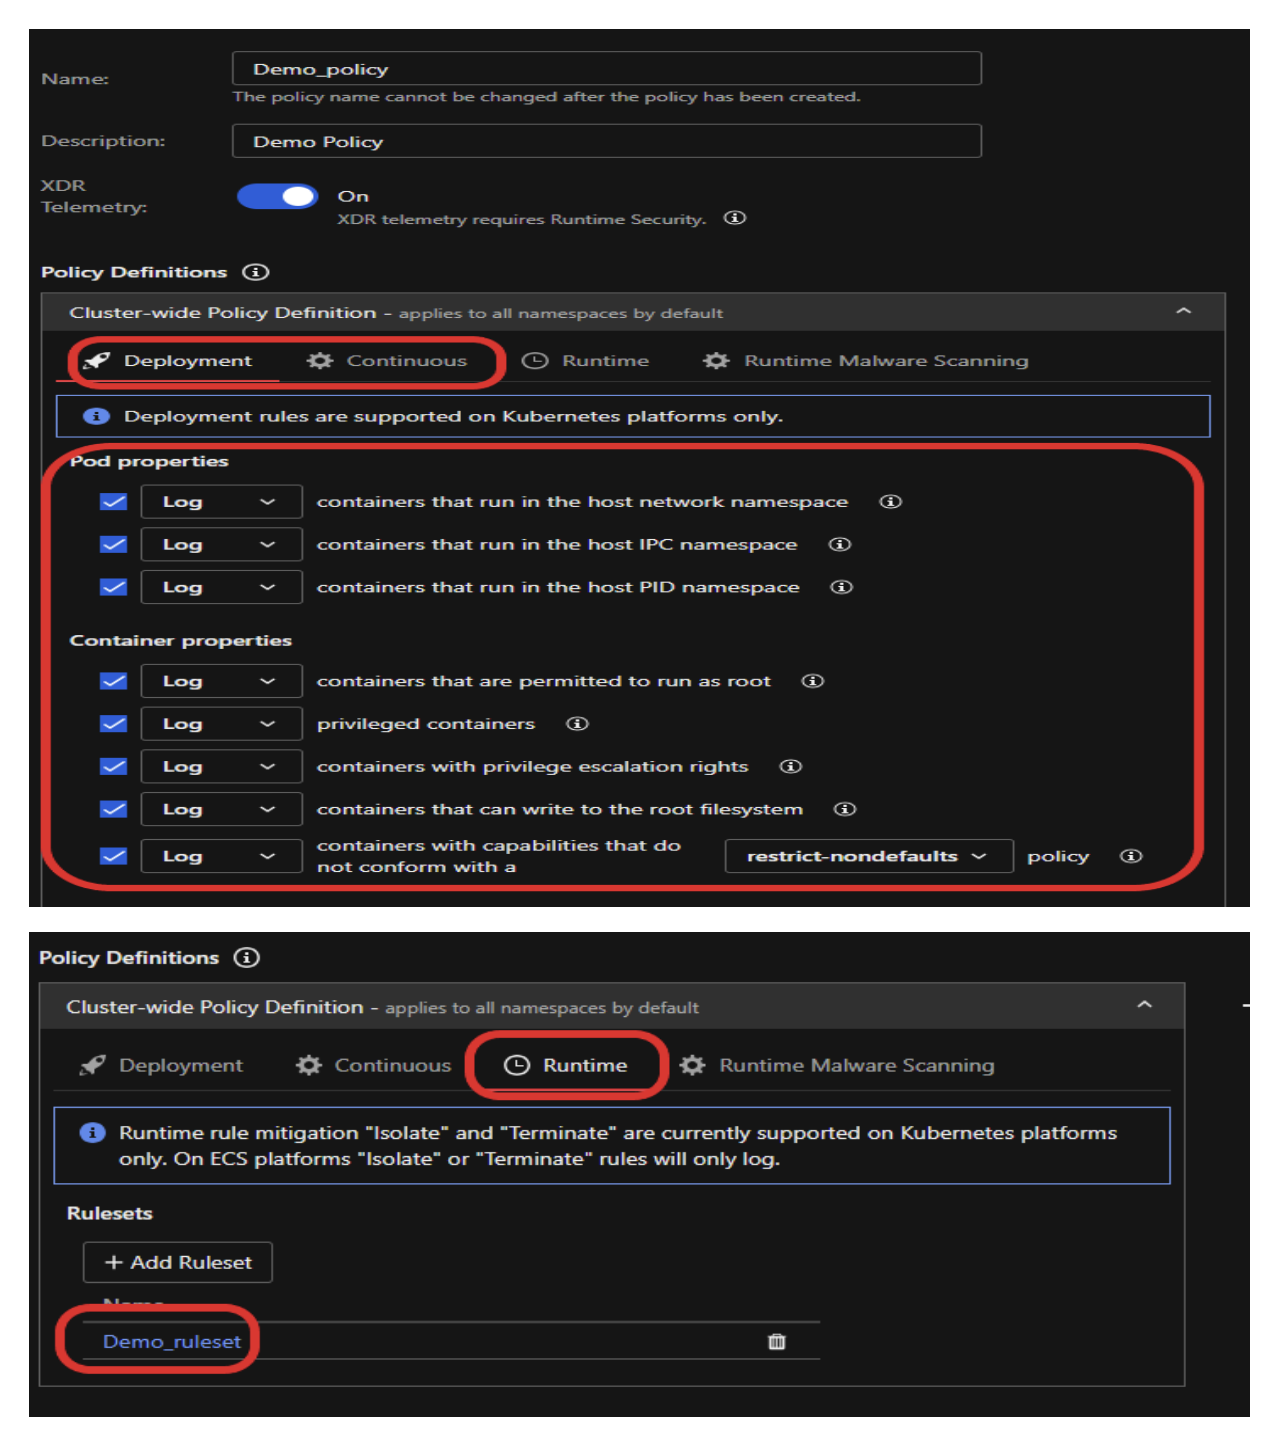 Name:
Demo_policy
The policy name cannot be changed after the policy has been created.
Description:
Demo Policy
XDR
Telemetry:
On
XDR telemetry requires Runtime Security.
Policy Definitions
Cluster-wide Policy Definition - applies to all namespaces by default
Deployment Continuous Runtime Runtime Malware Scanning
Deployment rules are supported on Kubernetes platforms only.
Pod properties
Log containers that run in the host network namespace
Log containers that run in the host IPC namespace
Log containers that run in the host PID namespace
Container properties
Log containers that are permitted to run as root
Log privileged containers
Log containers with privilege escalation rights
Log containers that can write to the root filesystem
Log containers with capabilities that do
not conform with a restrict-nondefaults policy
Policy Definitions
Cluster-wide Policy Definition - applies to all namespaces by default
Deployment Continuous Runtime Runtime Malware Scanning
Runtime rule mitigation "Isolate" and "Terminate" are currently supported on Kubernetes platforms
only. On ECS platforms "Isolate" or "Terminate" rules will only log.
Rulesets
+ Add Ruleset
Name
Demo_ruleset